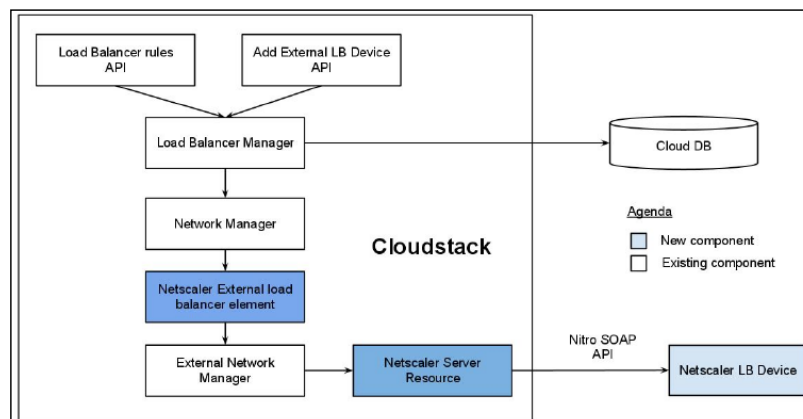 Load Balancer rules
API
Add External LB Device
API
Load Balancer Manager
Cloud DB
Network Manager
Agenda
Cloudstack
New component
Existing component
Netscaler External load
balancer element
External Network
Manager
Netscaler Server
Resource
Nitro SOAP
API
Netscaler LB Device